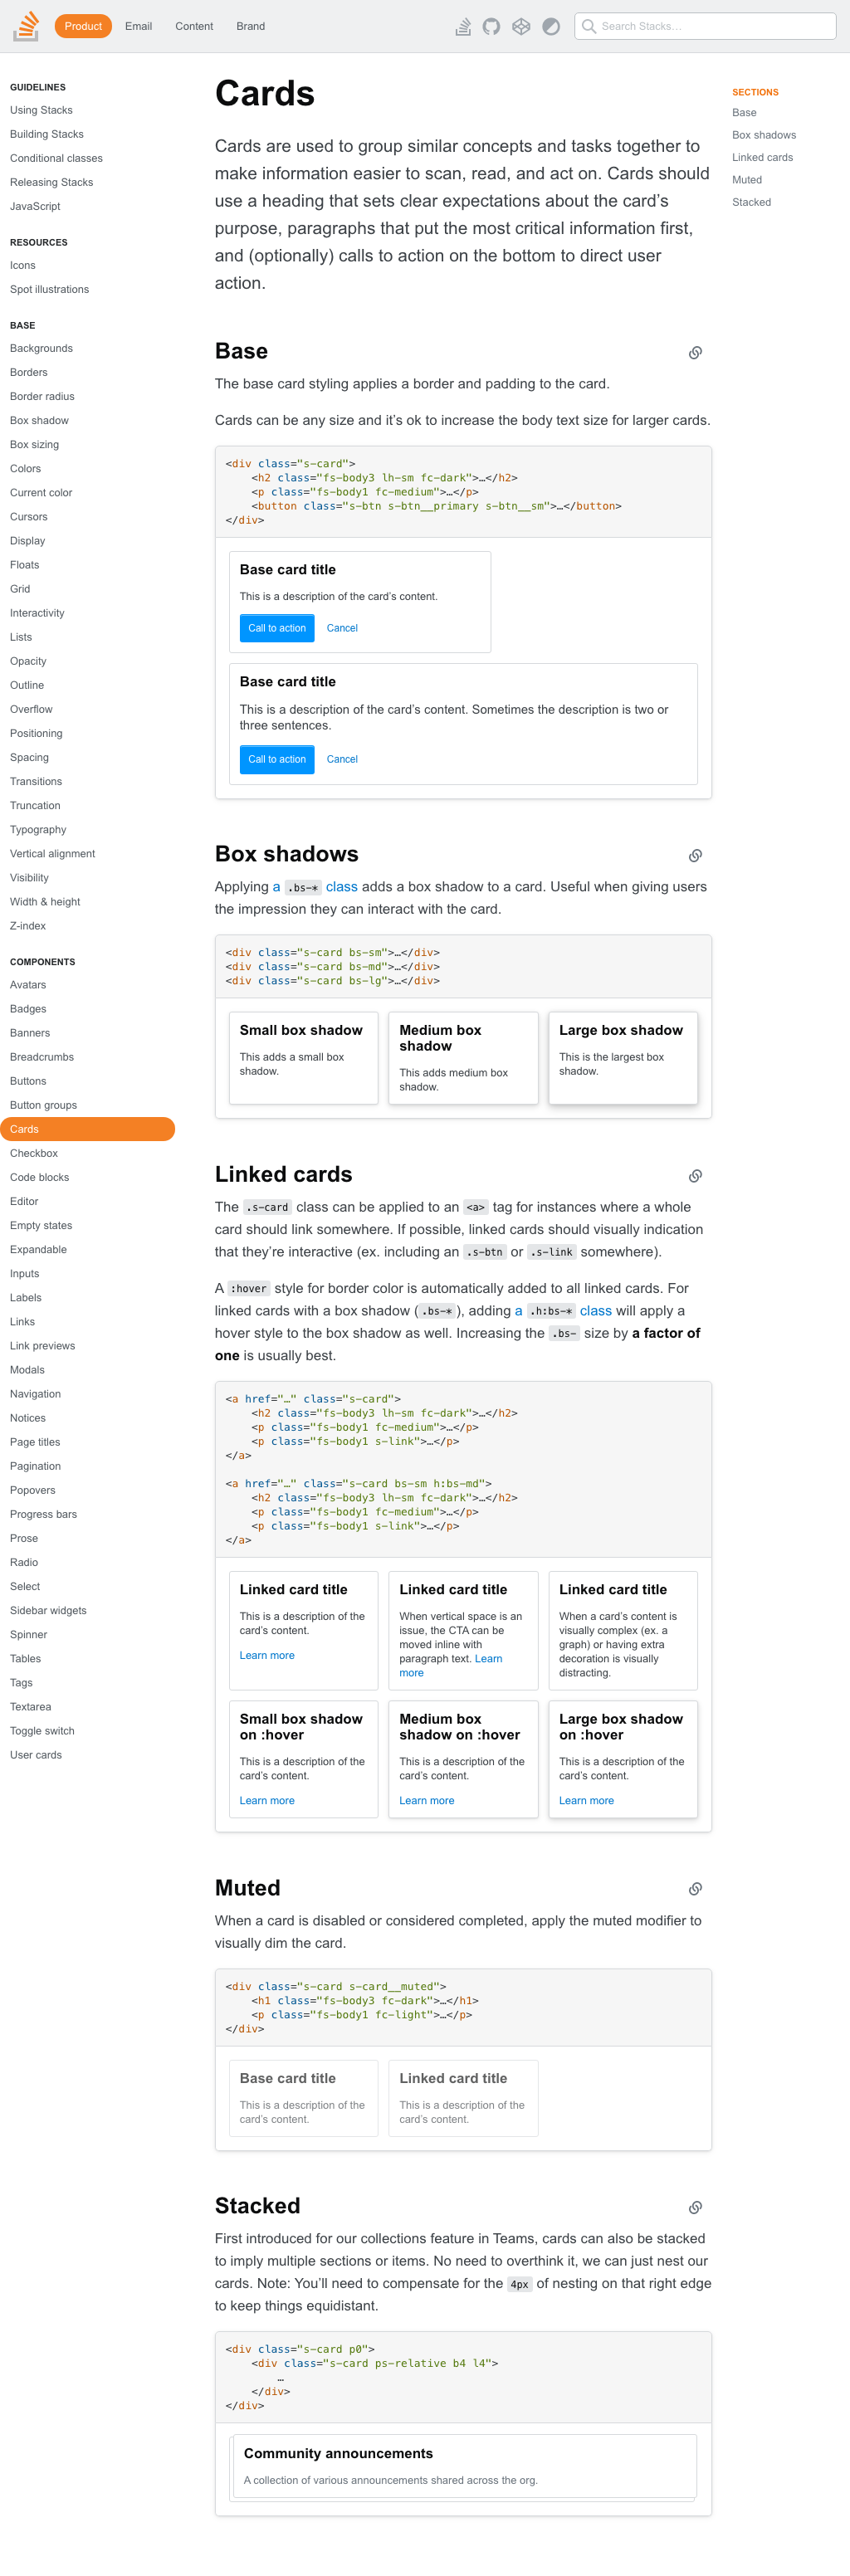 Product Email Content Brand Search Stacks…
GUIDELINES
Using Stacks
Building Stacks
Conditional classes
Releasing Stacks
JavaScript
RESOURCES
Icons
Spot illustrations
BASE
Backgrounds
Borders
Border radius
Box shadow
Box sizing
Colors
Current color
Cursors
Display
Floats
Grid
Interactivity
Lists
Opacity
Outline
Overflow
Positioning
Spacing
Transitions
Truncation
Typography
Vertical alignment
Visibility
Width & height
Z-index
COMPONENTS
Avatars
Badges
Banners
Breadcrumbs
Buttons
Button groups
Cards
Checkbox
Code blocks
Editor
Empty states
Expandable
Inputs
Labels
Links
Link previews
Modals
Navigation
Notices
Page titles
Pagination
Popovers
Progress bars
Prose
Radio
Select
Sidebar widgets
Spinner
Tables
Tags
Textarea
Toggle switch
User cards
Cards
Cards are used to group similar concepts and tasks together to
make information easier to scan, read, and act on. Cards should
use a heading that sets clear expectations about the card’s
purpose, paragraphs that put the most critical information first,
and (optionally) calls to action on the bottom to direct user
action.
Base
The base card styling applies a border and padding to the card.
Cards can be any size and it’s ok to increase the body text size for larger cards.
<div class="s-card">
    <h2 class="fs-body3 lh-sm fc-dark">…</h2>
    <p class="fs-body1 fc-medium">…</p>
    <button class="s-btn s-btn__primary s-btn__sm">…</button>
</div>
Base card title
This is a description of the card’s content.
Call to action Cancel
Base card title
This is a description of the card’s content. Sometimes the description is two or
three sentences.
Call to action Cancel
Box shadows
Applying a .bs-* class adds a box shadow to a card. Useful when giving users
the impression they can interact with the card.
<div class="s-card bs-sm">…</div>
<div class="s-card bs-md">…</div>
<div class="s-card bs-lg">…</div>
Small box shadow
This adds a small box
shadow.
Medium box
shadow
This adds medium box
shadow.
Large box shadow
This is the largest box
shadow.
Linked cards
The .s-card class can be applied to an <a> tag for instances where a whole
card should link somewhere. If possible, linked cards should visually indication
that they’re interactive (ex. including an .s-btn or .s-link somewhere).
A :hover style for border color is automatically added to all linked cards. For
linked cards with a box shadow (.bs-*), adding a .h:bs-* class will apply a
hover style to the box shadow as well. Increasing the .bs- size by a factor of
one is usually best.
<a href="…" class="s-card">
    <h2 class="fs-body3 lh-sm fc-dark">…</h2>
    <p class="fs-body1 fc-medium">…</p>
    <p class="fs-body1 s-link">…</p>
</a>
<a href="…" class="s-card bs-sm h:bs-md">
    <h2 class="fs-body3 lh-sm fc-dark">…</h2>
    <p class="fs-body1 fc-medium">…</p>
    <p class="fs-body1 s-link">…</p>
</a>
Linked card title
This is a description of the
card’s content.
Learn more
Linked card title
When vertical space is an
issue, the CTA can be
moved inline with
paragraph text. Learn
more
Linked card title
When a card’s content is
visually complex (ex. a
graph) or having extra
decoration is visually
distracting.
Small box shadow
on :hover
This is a description of the
card’s content.
Learn more
Medium box
shadow on :hover
This is a description of the
card’s content.
Learn more
Large box shadow
on :hover
This is a description of the
card’s content.
Learn more
Muted
When a card is disabled or considered completed, apply the muted modifier to
visually dim the card.
<div class="s-card s-card__muted">
    <h1 class="fs-body3 fc-dark">…</h1>
    <p class="fs-body1 fc-light">…</p>
</div>
Base card title
This is a description of the
card’s content.
Linked card title
This is a description of the
card’s content.
Stacked
First introduced for our collections feature in Teams, cards can also be stacked
to imply multiple sections or items. No need to overthink it, we can just nest our
cards. Note: You’ll need to compensate for the 4px of nesting on that right edge
to keep things equidistant.
<div class="s-card p0">
    <div class="s-card ps-relative b4 l4">
        …
    </div>
</div>
Community announcements
A collection of various announcements shared across the org.
SECTIONS
Base
Box shadows
Linked cards
Muted
Stacked